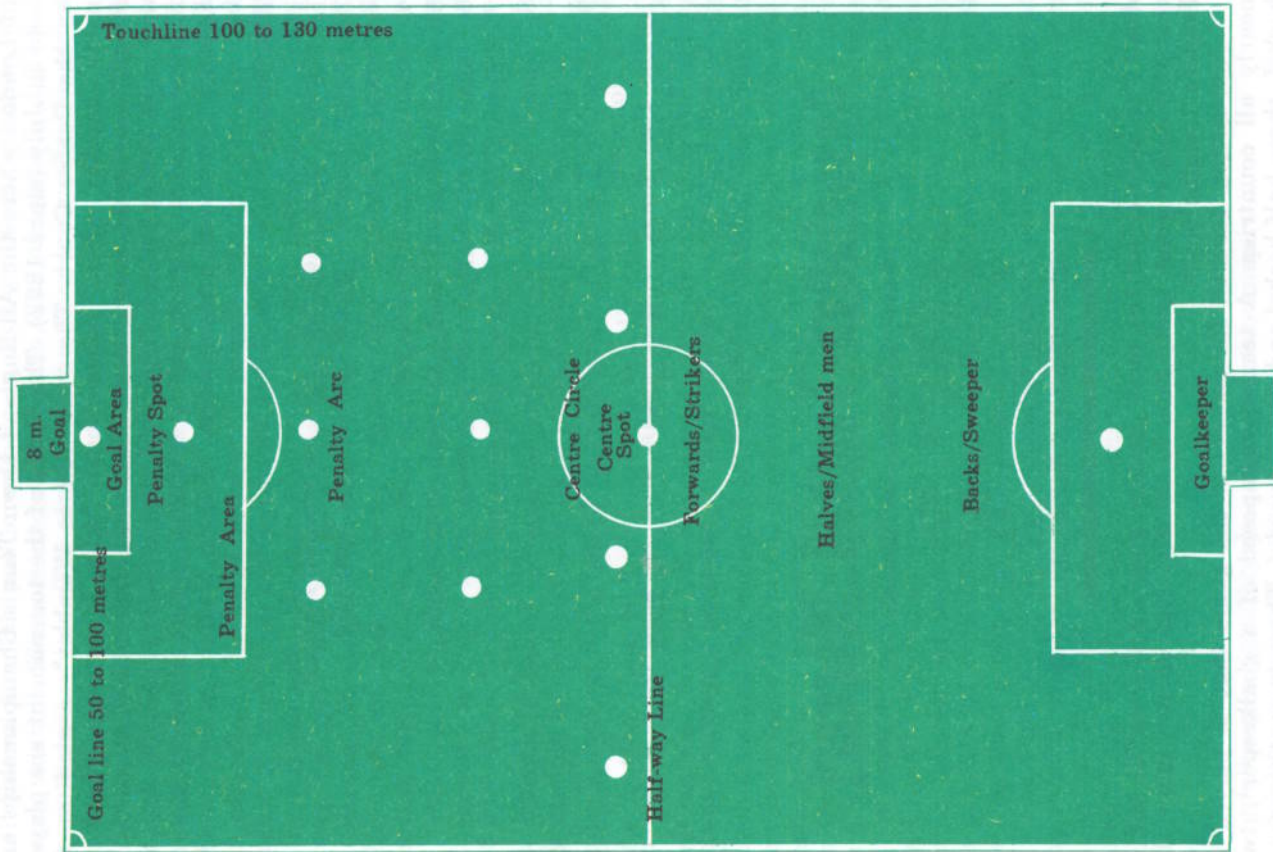 Touchline 100 to 130 metres
Goal line 50 to 100 metres
8 m.
Goal
Goal Area
Penalty Spot
Penalty Area
Penalty Arc
Centre Circle
Centre
Spot
Half-way Line
Forwards/Strikers
Halves/Midfield men
Backs/Sweeper
Goalkeeper